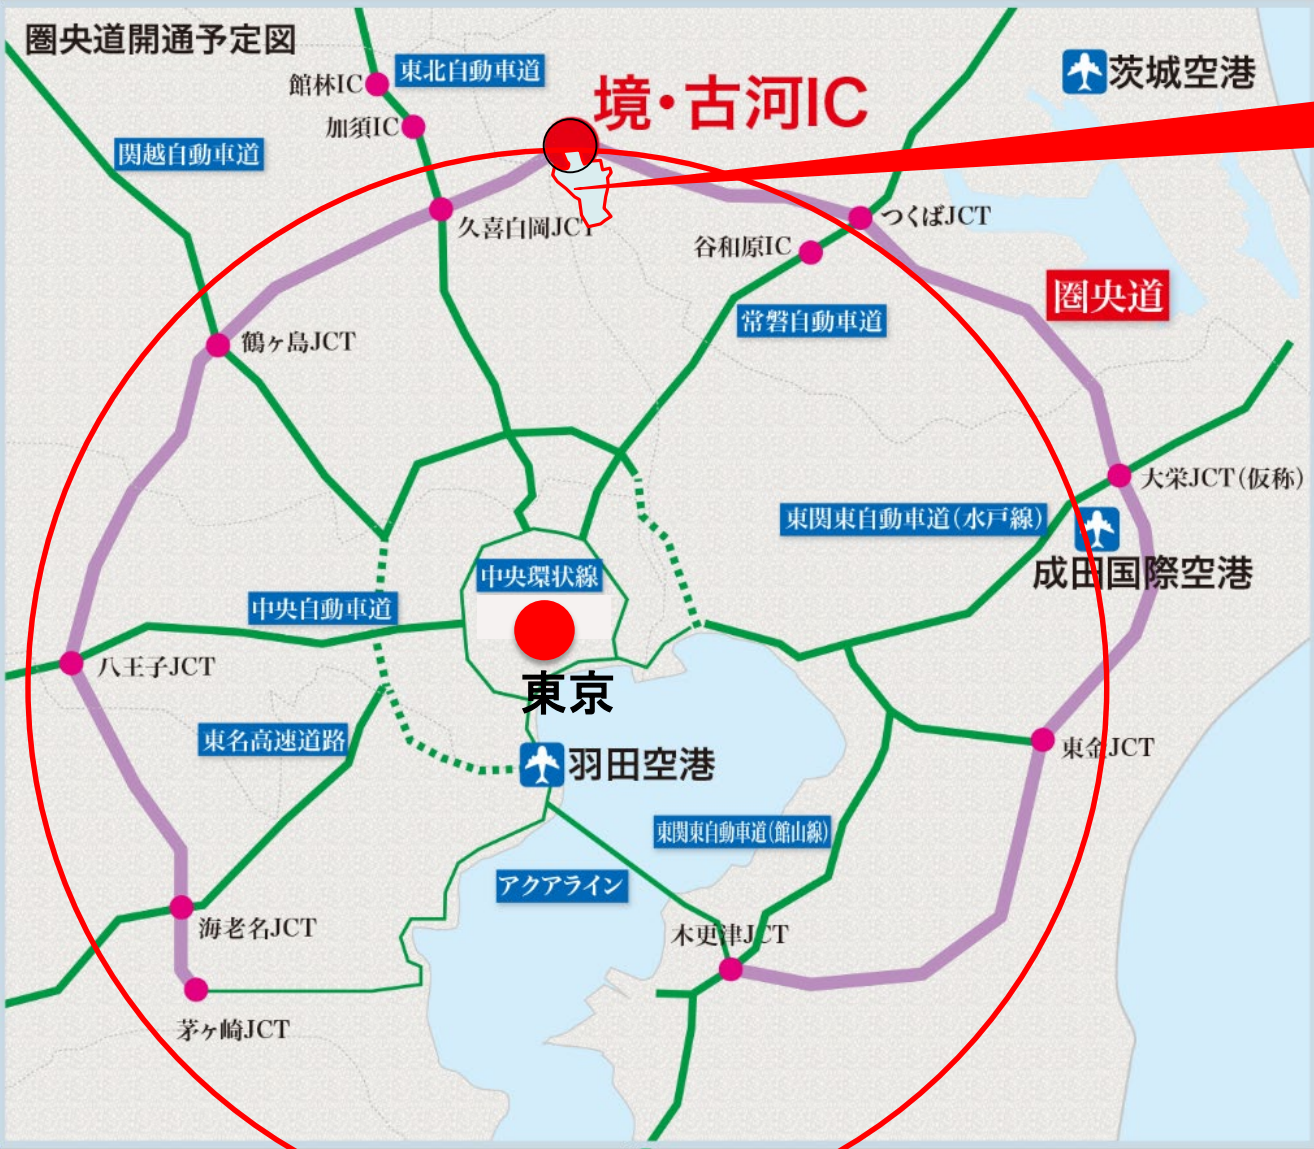 圏央道開通予定図
館林IC
東北自動車道
境・古河IC
茨城空港
加須IC
関越自動車道
久喜白岡JCT
つくばJCT
谷和原IC
圏央道
常磐自動車道
鶴ヶ島JCT
大栄JCT(仮称)
東関東自動車道(水戸線)
成田国際空港
中央環状線
中央自動車道
八王子JCT
東京
東名高速道路
羽田空港
東金JCT
東関東自動車道(館山線)
アクアライン
木更津JCT
海老名JCT
茅ヶ崎JCT